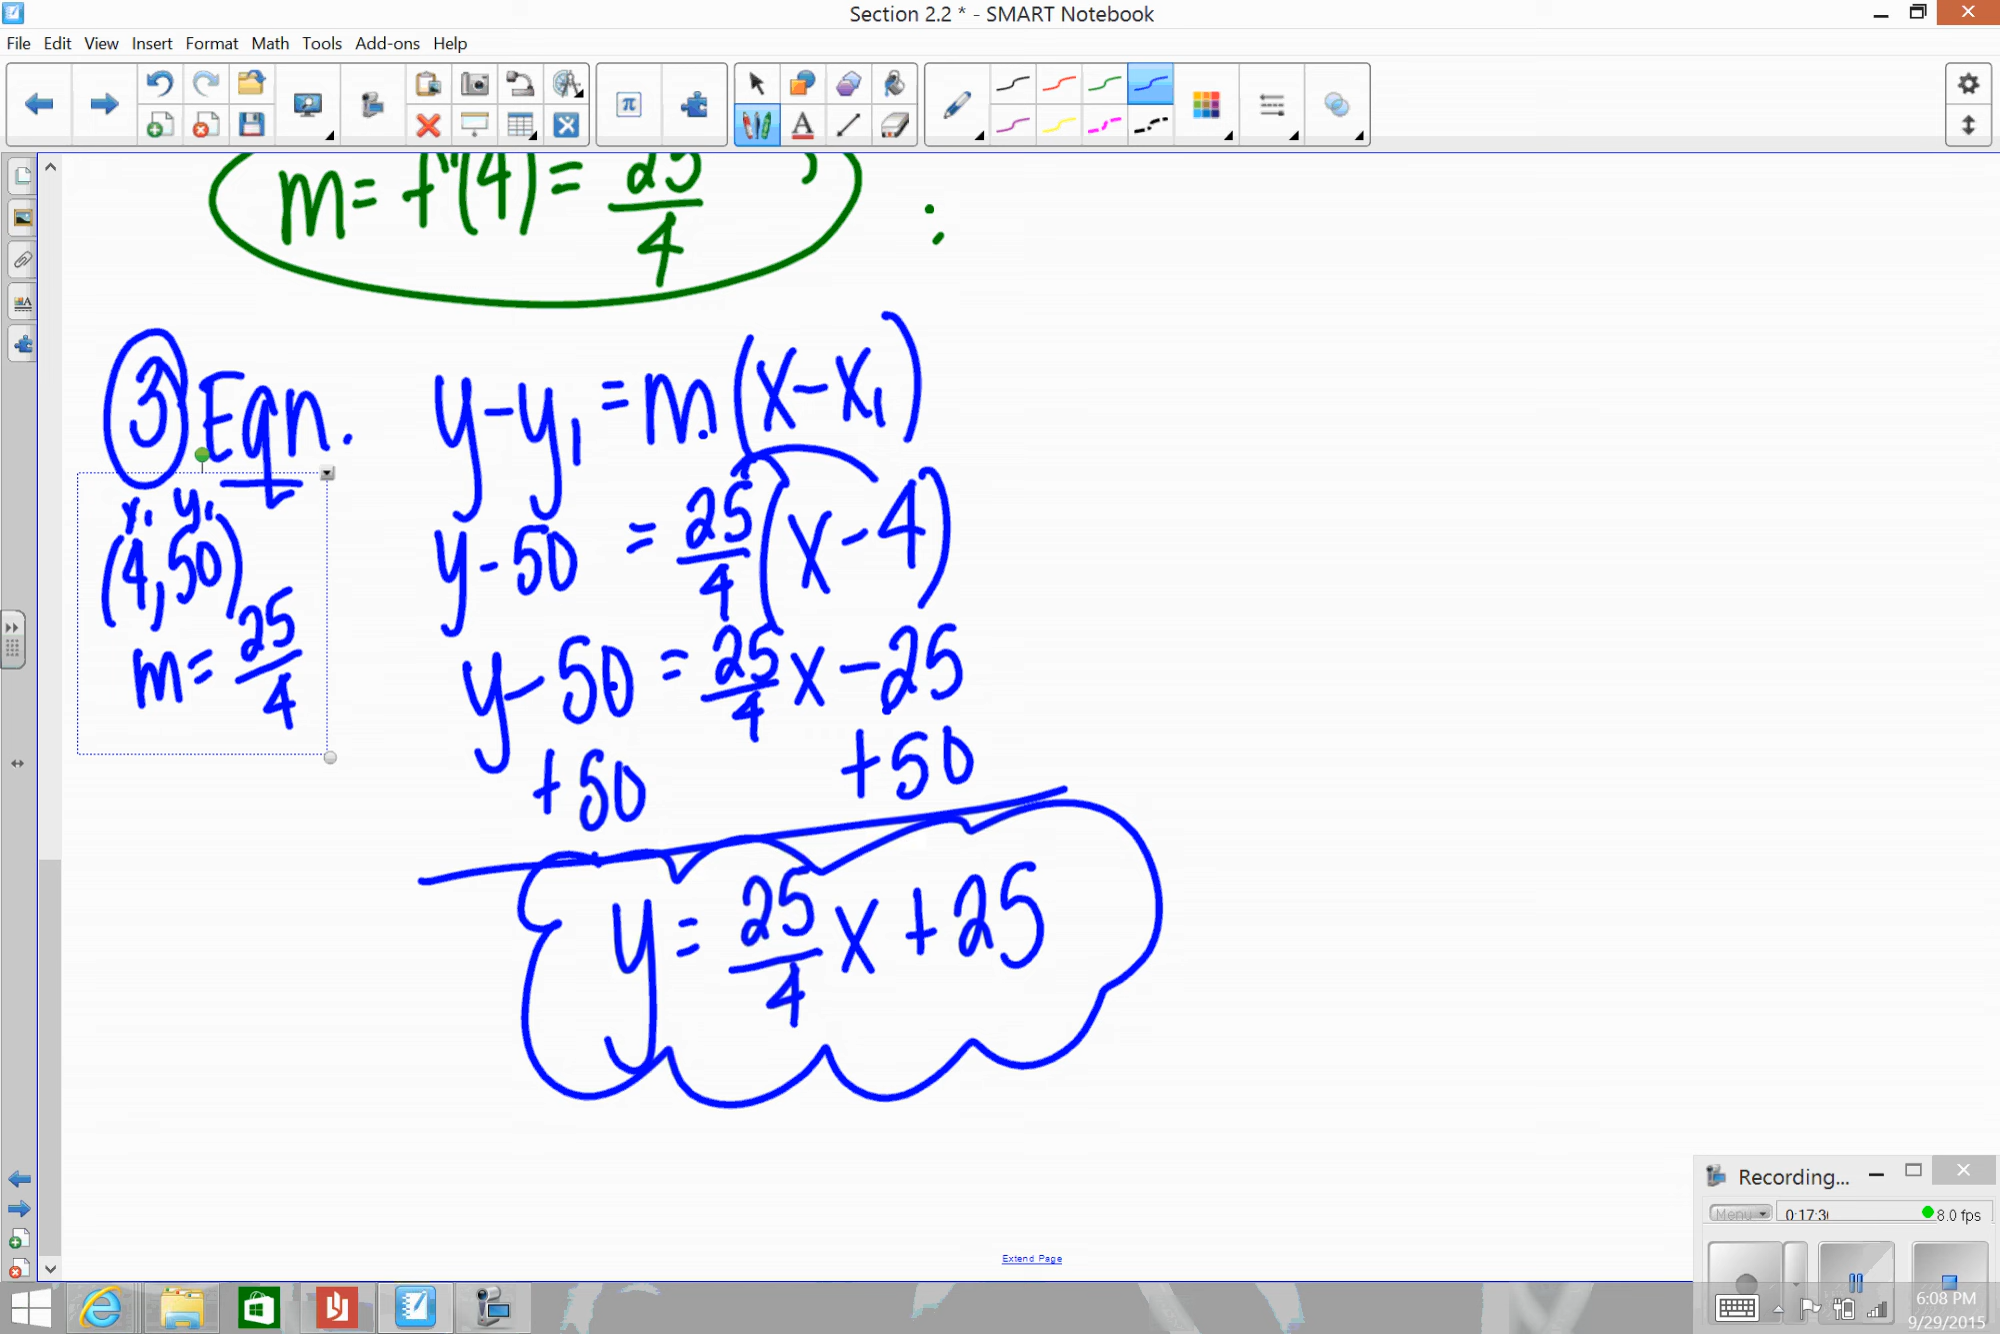 Section 2.2 * - SMART Notebook
File Edit View Insert Format Math Tools Add-ons Help
π
A
m = f'(4) = 25/4
③ Eqn.
y - y₁ = m(x - x₁)
x₁ y₁
(4, 50)
m = 25/4
y - 50 = 25/4 (x - 4)
y - 50 = 25/4 x - 25
+50 +50
y = 25/4 x + 25
Extend Page
Recording...
Menu
8.0 fps
6:08 PM
9/29/2015